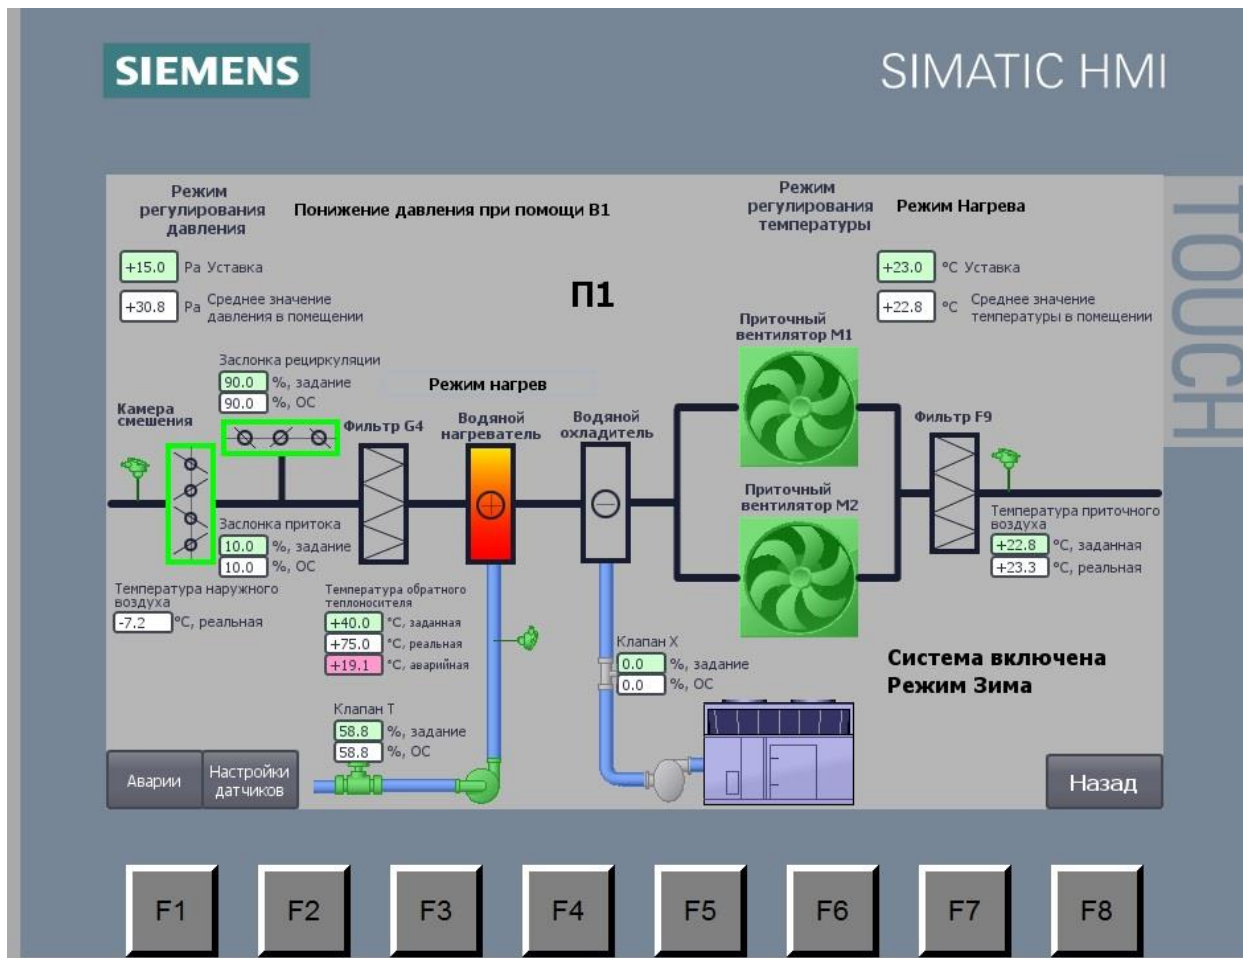 SIEMENS
SIMATIC HMI
TOUCH
Режим
регулирования
давления
Понижение давления при помощи В1
+15.0 Pa Уставка
+30.8 Pa Среднее значение
давления в помещении
П1
Режим
регулирования
температуры
Режим Нагрева
+23.0 °C Уставка
+22.8 °C Среднее значение
температуры в помещении
Приточный
вентилятор М1
Заслонка рециркуляции
90.0 %, задание
90.0 %, ОС
Режим нагрев
Камера
смешения
Фильтр G4
Водяной
нагреватель
Водяной
охладитель
Фильтр F9
Приточный
вентилятор М2
Заслонка притока
10.0 %, задание
10.0 %, ОС
Температура приточного
воздуха
+22.8 °C, заданная
+23.3 °C, реальная
Температура наружного
воздуха
-7.2 °C, реальная
Температура обратного
теплоносителя
+40.0 °C, заданная
+75.0 °C, реальная
+19.1 °C, аварийная
Клапан Х
0.0 %, задание
0.0 %, ОС
Система включена
Режим Зима
Клапан Т
58.8 %, задание
58.8 %, ОС
Аварии
Настройки
датчиков
Назад
F1 F2 F3 F4 F5 F6 F7 F8